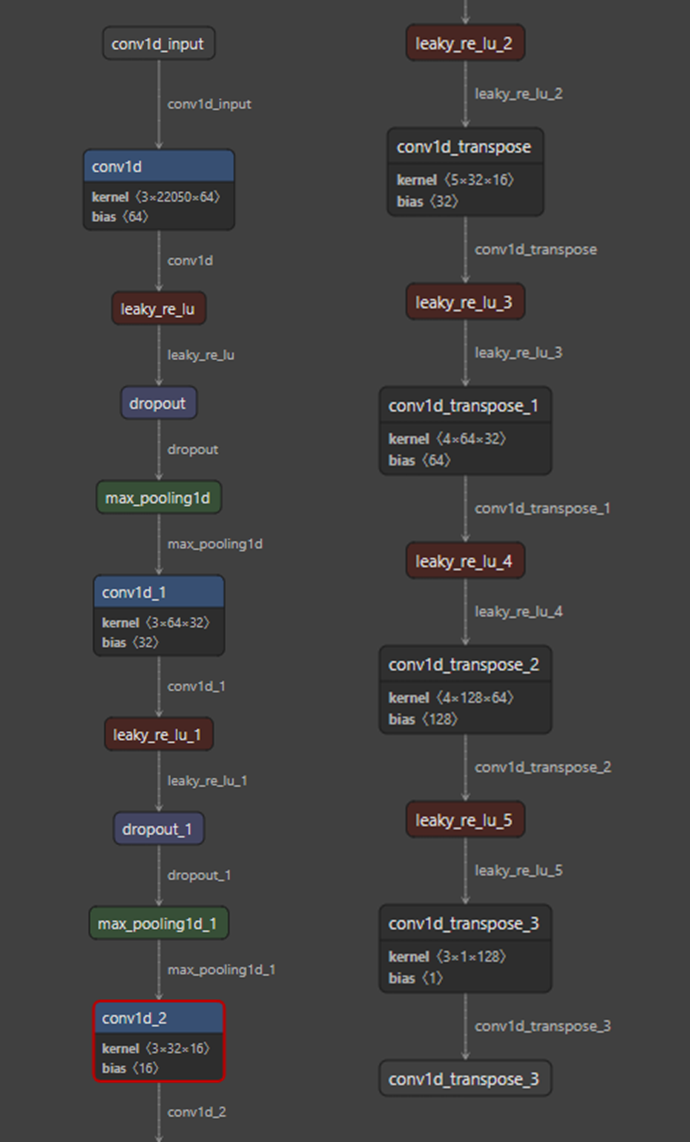 conv1d_input
conv1d_input
conv1d
kernel 〈3×22050×64〉
bias 〈64〉
conv1d
leaky_re_lu
leaky_re_lu
dropout
dropout
max_pooling1d
max_pooling1d
conv1d_1
kernel 〈3×64×32〉
bias 〈32〉
conv1d_1
leaky_re_lu_1
leaky_re_lu_1
dropout_1
dropout_1
max_pooling1d_1
max_pooling1d_1
conv1d_2
kernel 〈3×32×16〉
bias 〈16〉
conv1d_2
leaky_re_lu_2
leaky_re_lu_2
conv1d_transpose
kernel 〈5×32×16〉
bias 〈32〉
conv1d_transpose
leaky_re_lu_3
leaky_re_lu_3
conv1d_transpose_1
kernel 〈4×64×32〉
bias 〈64〉
conv1d_transpose_1
leaky_re_lu_4
leaky_re_lu_4
conv1d_transpose_2
kernel 〈4×128×64〉
bias 〈128〉
conv1d_transpose_2
leaky_re_lu_5
leaky_re_lu_5
conv1d_transpose_3
kernel 〈3×1×128〉
bias 〈1〉
conv1d_transpose_3
conv1d_transpose_3